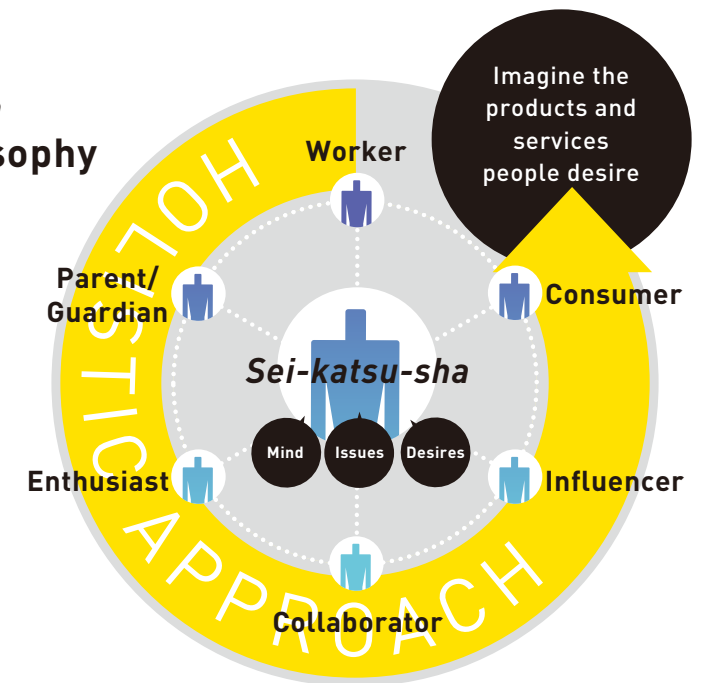 sophy
Imagine the
products and
services
people desire
Worker
HOLISTIC APPROACH
Parent/
Guardian
Consumer
Sei-katsu-sha
Mind
Issues
Desires
Enthusiast
Influencer
Collaborator